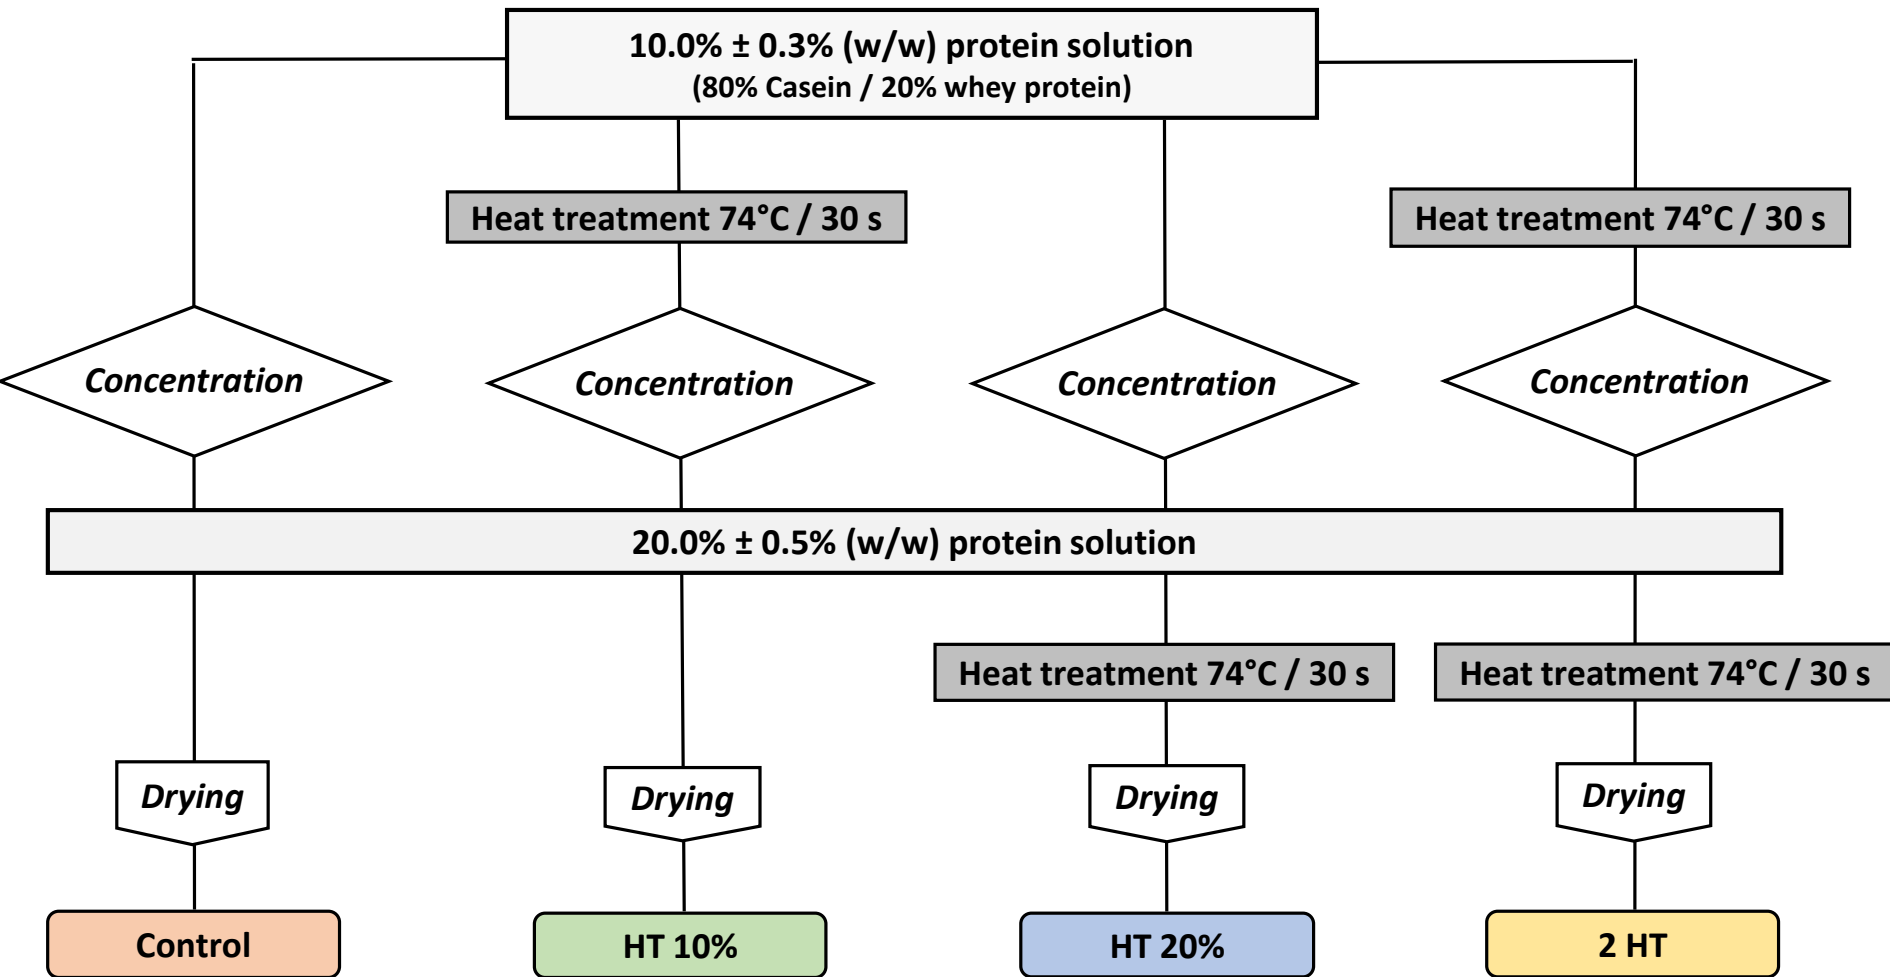 10.0% ± 0.3% (w/w) protein solution
(80% Casein / 20% whey protein)
Heat treatment 74°C / 30 s
Heat treatment 74°C / 30 s
Concentration
Concentration
Concentration
Concentration
20.0% ± 0.5% (w/w) protein solution
Heat treatment 74°C / 30 s
Heat treatment 74°C / 30 s
Drying
Drying
Drying
Drying
Control
HT 10%
HT 20%
2 HT